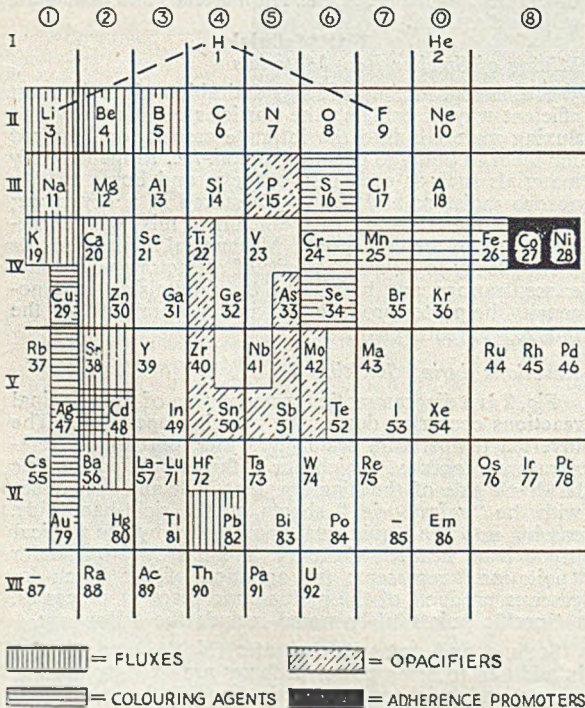 ① ② ③ ④ ⑤ ⑥ ⑦ ⓪ ⑧
I H He
1 2
II Li Be B C N O F Ne
3 4 5 6 7 8 9 10
III Na Mg Al Si P S Cl A
11 12 13 14 15 16 17 18
K Ca Sc Ti V Cr Mn Fe Co Ni
19 20 21 22 23 24 25 26 27 28
IV
Cu Zn Ga Ge As Se Br Kr
29 30 31 32 33 34 35 36
Rb Sr Y Zr Nb Mo Ma Ru Rh Pd
37 38 39 40 41 42 43 44 45 46
V
Ag Cd In Sn Sb Te I Xe
47 48 49 50 51 52 53 54
Cs Ba La-Lu Hf Ta W Re Os Ir Pt
55 56 57 71 72 73 74 75 76 77 78
VI
Au Hg Tl Pb Bi Po - Em
79 80 81 82 83 84 85 86
VII - Ra Ac Th Pa U
87 88 89 90 91 92
= FLUXES = OPACIFIERS
= COLOURING AGENTS = ADHERENCE PROMOTERS